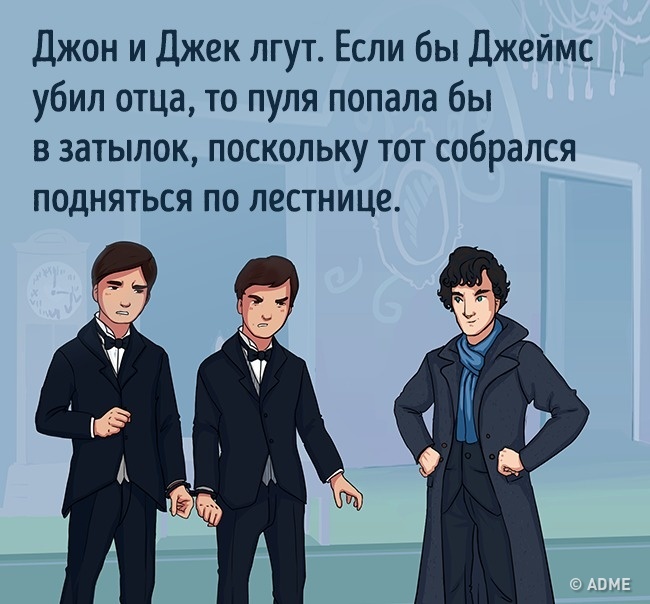 Джон и Джек лгут. Если бы Джеймс
убил отца, то пуля попала бы
в затылок, поскольку тот собрался
подняться по лестнице.
© ADME